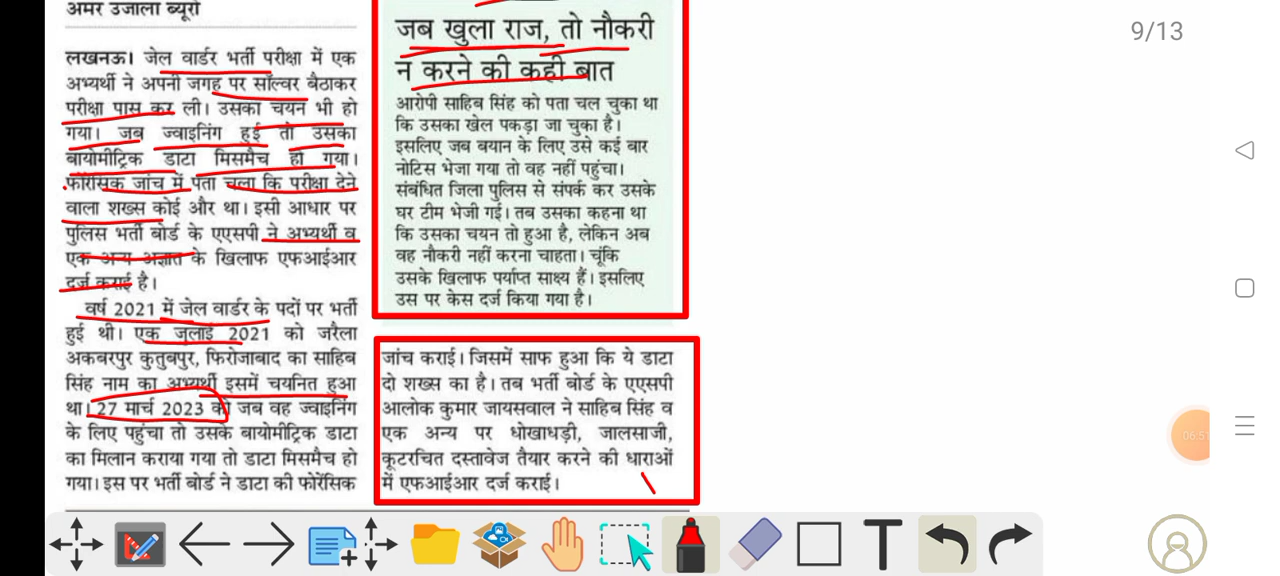 अमर उजाला ब्यूरो
लखनऊ। जेल वार्डर भर्ती परीक्षा में एक
अभ्यर्थी ने अपनी जगह पर सॉल्वर बैठाकर
परीक्षा पास कर ली। उसका चयन भी हो
गया। जब ज्वाइनिंग हुई तो उसका
बायोमीट्रिक डाटा मिसमैच हो गया।
फोरेंसिक जांच में पता चला कि परीक्षा देने
वाला शख्स कोई और था। इसी आधार पर
पुलिस भर्ती बोर्ड के एएसपी ने अभ्यर्थी व
एक अन्य अज्ञात के खिलाफ एफआईआर
दर्ज कराई है।
वर्ष 2021 में जेल वार्डर के पदों पर भर्ती
हुई थी। एक जुलाई 2021 को जरैला
अकबरपुर कुतुबपुर, फिरोजाबाद का साहिब
सिंह नाम का अभ्यर्थी इसमें चयनित हुआ
था। 27 मार्च 2023 को जब वह ज्वाइनिंग
के लिए पहुंचा तो उसके बायोमीट्रिक डाटा
का मिलान कराया गया तो डाटा मिसमैच हो
गया। इस पर भर्ती बोर्ड ने डाटा की फोरेंसिक
जब खुला राज, तो नौकरी
न करने की कही बात
आरोपी साहिब सिंह को पता चल चुका था
कि उसका खेल पकड़ा जा चुका है।
इसलिए जब बयान के लिए उसे कई बार
नोटिस भेजा गया तो वह नहीं पहुंचा।
संबंधित जिला पुलिस से संपर्क कर उसके
घर टीम भेजी गई। तब उसका कहना था
कि उसका चयन तो हुआ है, लेकिन अब
वह नौकरी नहीं करना चाहता। चूंकि
उसके खिलाफ पर्याप्त साक्ष्य हैं। इसलिए
उस पर केस दर्ज किया गया है।
जांच कराई। जिसमें साफ हुआ कि ये डाटा
दो शख्स का है। तब भर्ती बोर्ड के एएसपी
आलोक कुमार जायसवाल ने साहिब सिंह व
एक अन्य पर धोखाधड़ी, जालसाजी,
कूटरचित दस्तावेज तैयार करने की धाराओं
में एफआईआर दर्ज कराई।
9/13
06:51
T